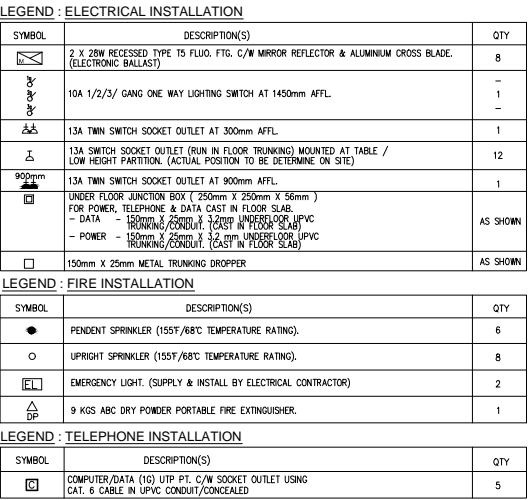 LEGEND : ELECTRICAL INSTALLATION
SYMBOL DESCRIPTION(S) QTY
M 2 X 28W RECESSED TYPE T5 FLUO. FTG. C/W MIRROR REFLECTOR & ALUMINIUM CROSS BLADE. 8
(ELECTRONIC BALLAST)
–
10A 1/2/3/ GANG ONE WAY LIGHTING SWITCH AT 1450mm AFFL. 1
–
13A TWIN SWITCH SOCKET OUTLET AT 300mm AFFL. 1
13A SWITCH SOCKET OUTLET (RUN IN FLOOR TRUNKING) MOUNTED AT TABLE / 12
LOW HEIGHT PARTITION. (ACTUAL POSITION TO BE DETERMINE ON SITE)
900mm 13A TWIN SWITCH SOCKET OUTLET AT 900mm AFFL. 1
UNDER FLOOR JUNCTION BOX ( 250mm X 250mm X 56mm )
FOR POWER, TELEPHONE & DATA CAST IN FLOOR SLAB.
– DATA – 150mm X 25mm X 3.2mm UNDERFLOOR UPVC AS SHOWN
TRUNKING/CONDUIT. (CAST IN FLOOR SLAB)
– POWER – 150mm X 25mm X 3.2 mm UNDERFLOOR UPVC
TRUNKING/CONDUIT. (CAST IN FLOOR SLAB)
150mm X 25mm METAL TRUNKING DROPPER AS SHOWN
LEGEND : FIRE INSTALLATION
SYMBOL DESCRIPTION(S) QTY
PENDENT SPRINKLER (155°F/68°C TEMPERATURE RATING). 6
UPRIGHT SPRINKLER (155°F/68°C TEMPERATURE RATING). 8
EL EMERGENCY LIGHT. (SUPPLY & INSTALL BY ELECTRICAL CONTRACTOR) 2
DP 9 KGS ABC DRY POWDER PORTABLE FIRE EXTINGUISHER. 1
LEGEND : TELEPHONE INSTALLATION
SYMBOL DESCRIPTION(S) QTY
C COMPUTER/DATA (1G) UTP PT. C/W SOCKET OUTLET USING 5
CAT. 6 CABLE IN UPVC CONDUIT/CONCEALED